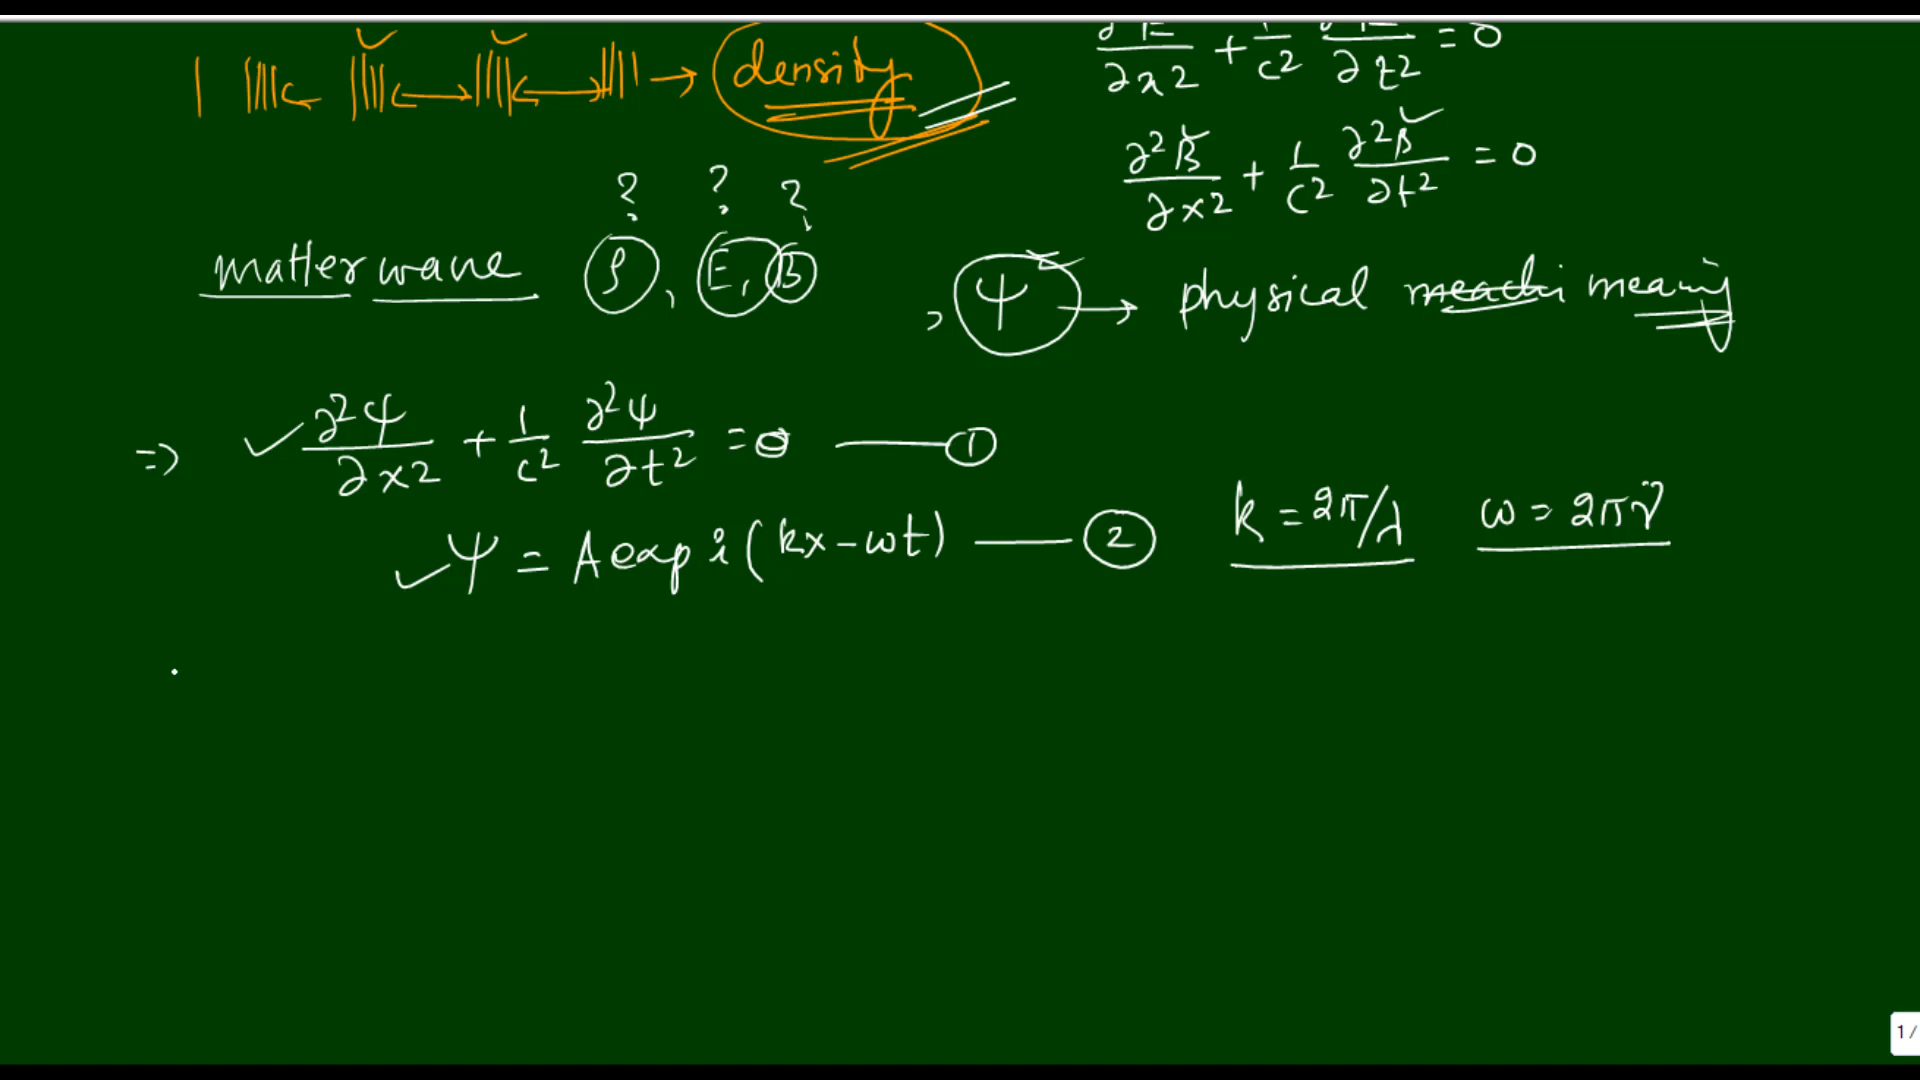 density
∂²E/∂x2 + 1/c2 ∂²E/∂t2 = 0
∂²B/∂x2 + 1/c2 ∂²B/∂t² = 0
? ? ?
matter wave ρ, E, B , ψ → physical meaning
=> ∂²ψ/∂x2 + 1/c² ∂²ψ/∂t² = 0 —— 1
ψ = A exp i(kx-ωt) —— 2 k = 2π/λ ω = 2πν
1 /